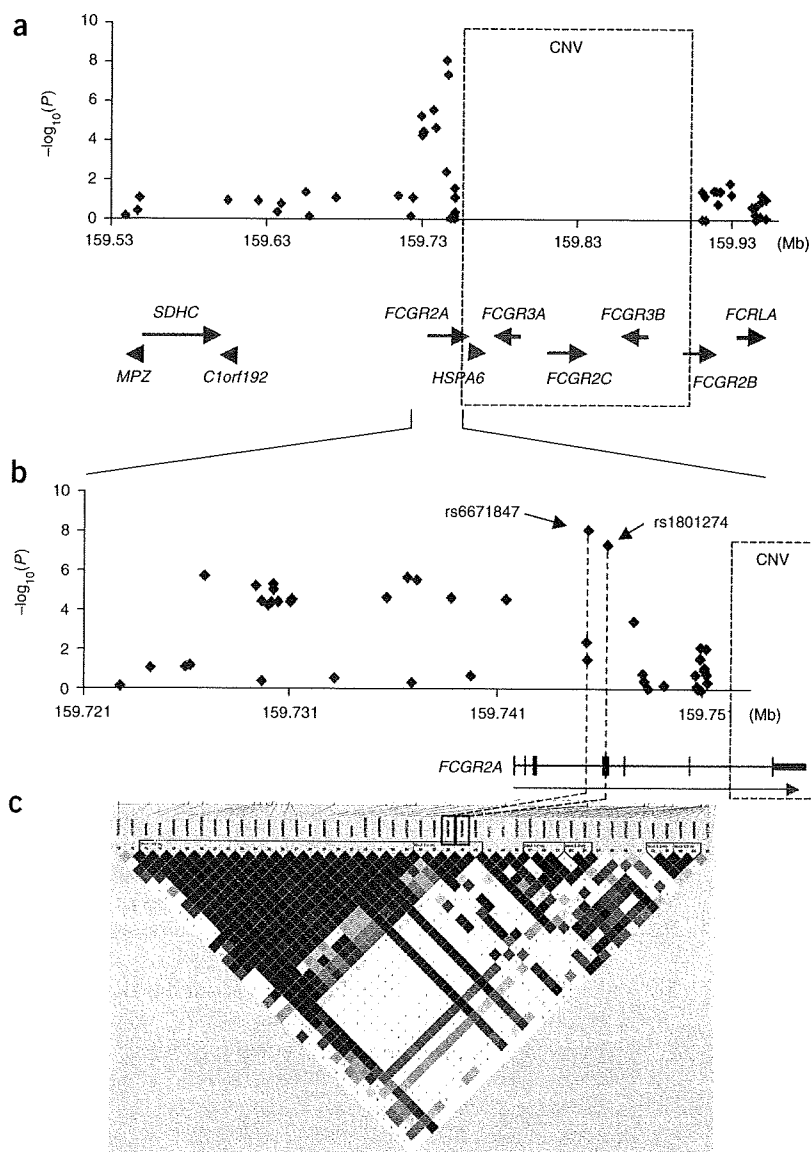 a
10
8
6
4
2
0
–log10(P)
CNV
159.53
159.63
159.73
159.83
159.93
(Mb)
SDHC
FCGR2A
FCGR3A
FCGR3B
FCRLA
MPZ
C1orf192
HSPA6
FCGR2C
FCGR2B
b
10
8
6
4
2
0
–log10(P)
rs6671847
rs1801274
CNV
159.721
159.731
159.741
159.751
(Mb)
FCGR2A
c